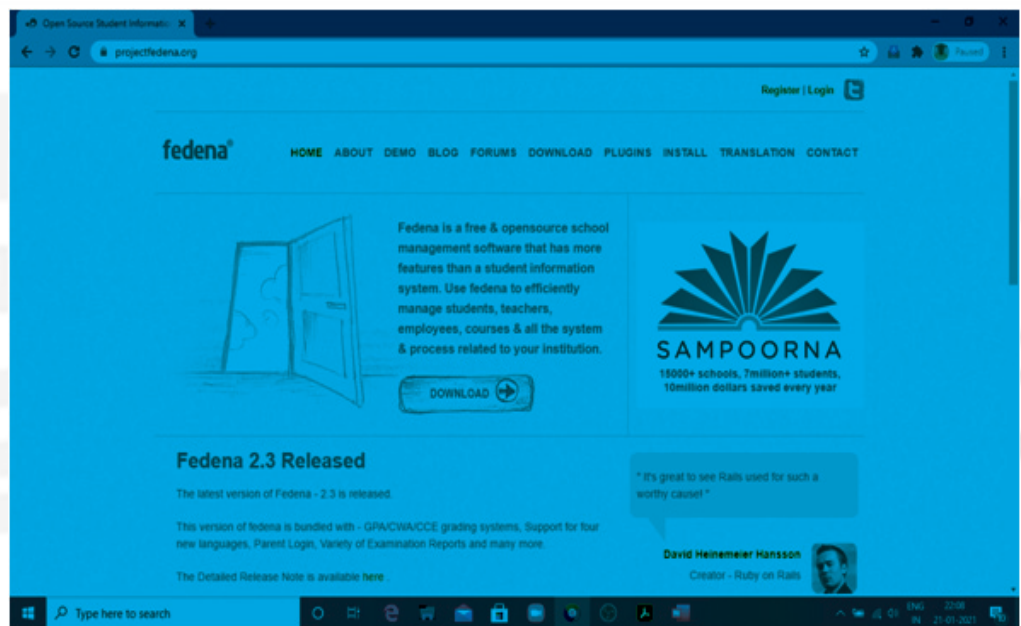 Open Source Student Informatio
projectfedena.org
Paused
Register | Login
fedena®
HOME ABOUT DEMO BLOG FORUMS DOWNLOAD PLUGINS INSTALL TRANSLATION CONTACT
Fedena is a free & opensource school
management software that has more
features than a student information
system. Use fedena to efficiently
manage students, teachers,
employees, courses & all the system
& process related to your institution.
DOWNLOAD
SAMPOORNA
15000+ schools, 7million+ students,
10million dollars saved every year
Fedena 2.3 Released
The latest version of Fedena - 2.3 is released.
This version of fedena is bundled with - GPA/CWA/CCE grading systems, Support for four
new languages, Parent Login, Variety of Examination Reports and many more.
The Detailed Release Note is available here .
" It's great to see Rails used for such a
worthy cause! "
David Heinemeier Hansson
Creator - Ruby on Rails
Type here to search
ENG
IN
22:08
21-01-2021